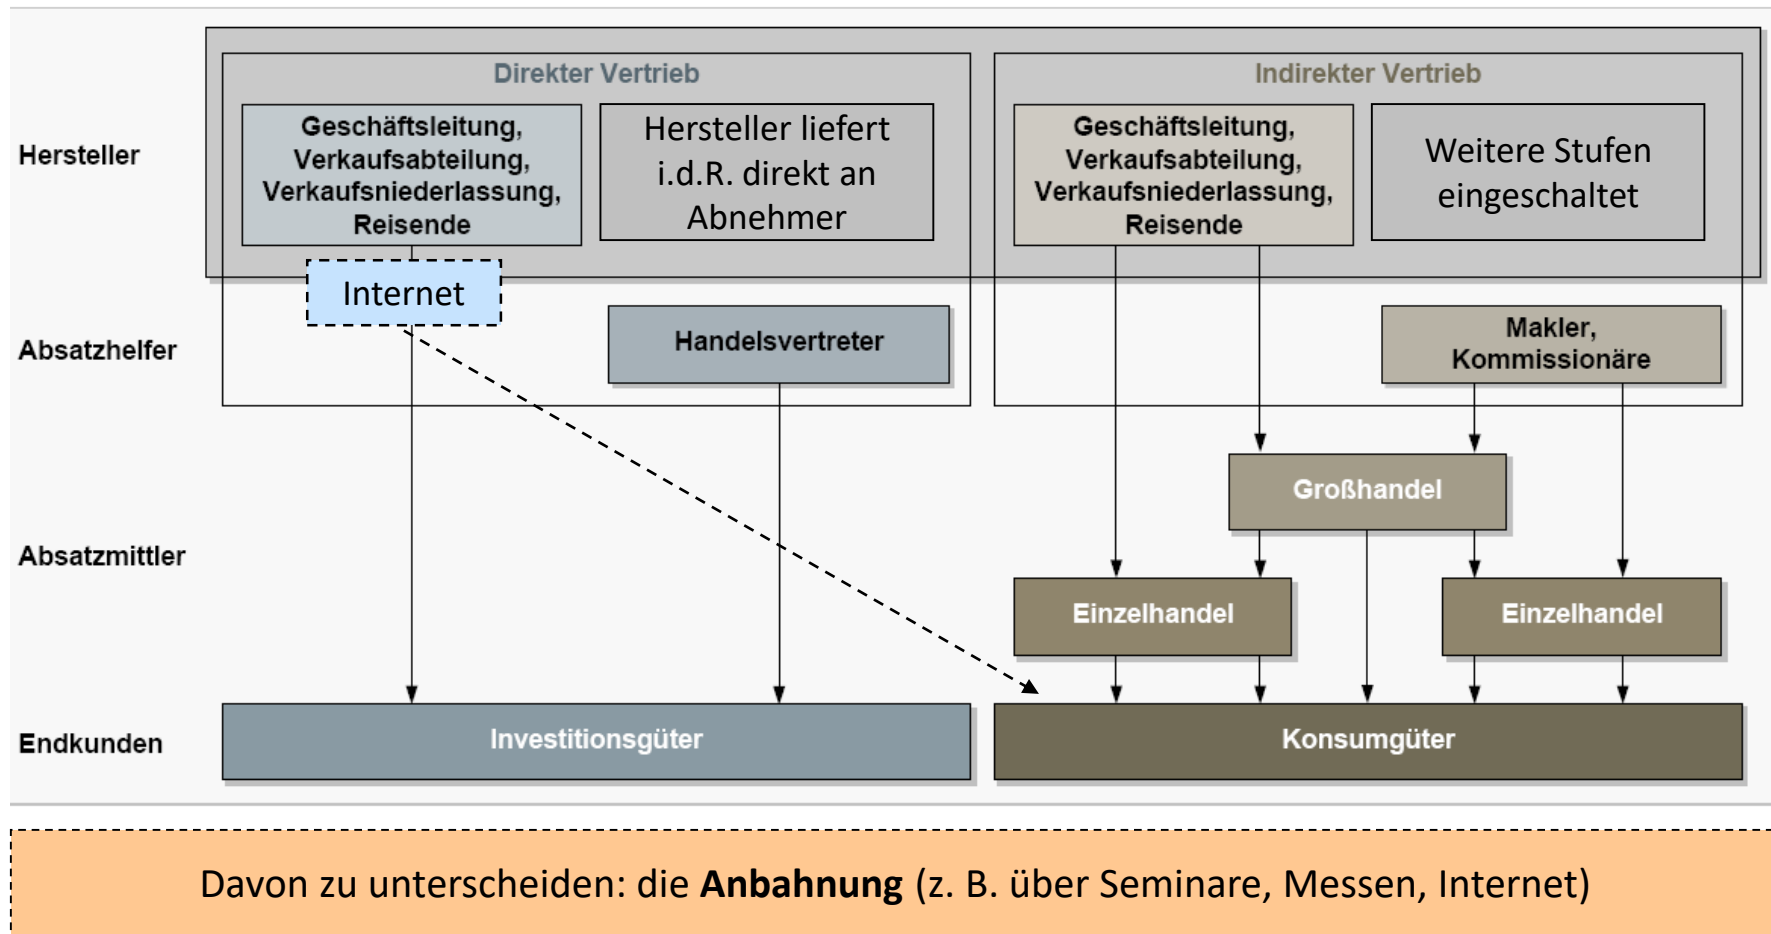 Direkter Vertrieb
Indirekter Vertrieb
Hersteller
Geschäftsleitung,
Verkaufsabteilung,
Verkaufsniederlassung,
Reisende
Hersteller liefert
i.d.R. direkt an
Abnehmer
Geschäftsleitung,
Verkaufsabteilung,
Verkaufsniederlassung,
Reisende
Weitere Stufen
eingeschaltet
Internet
Absatzhelfer
Handelsvertreter
Makler,
Kommissionäre
Großhandel
Absatzmittler
Einzelhandel
Einzelhandel
Endkunden
Investitionsgüter
Konsumgüter
Davon zu unterscheiden: die Anbahnung (z. B. über Seminare, Messen, Internet)